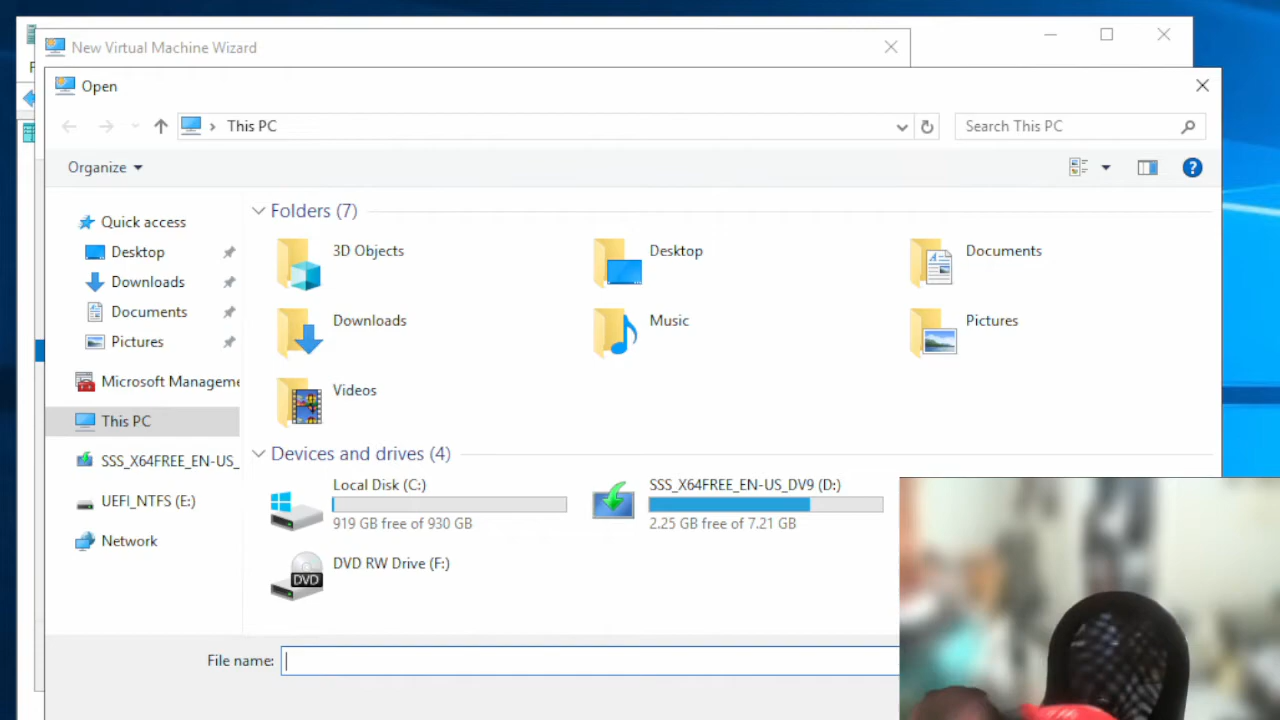 New Virtual Machine Wizard
Open
This PC
Search This PC
Organize
Quick access
Desktop
Downloads
Documents
Pictures
Microsoft Manageme
This PC
SSS_X64FREE_EN-US_
UEFI_NTFS (E:)
Network
Folders (7)
3D Objects
Desktop
Documents
Downloads
Music
Pictures
Videos
Devices and drives (4)
Local Disk (C:)
919 GB free of 930 GB
SSS_X64FREE_EN-US_DV9 (D:)
2.25 GB free of 7.21 GB
DVD
DVD RW Drive (F:)
File name: